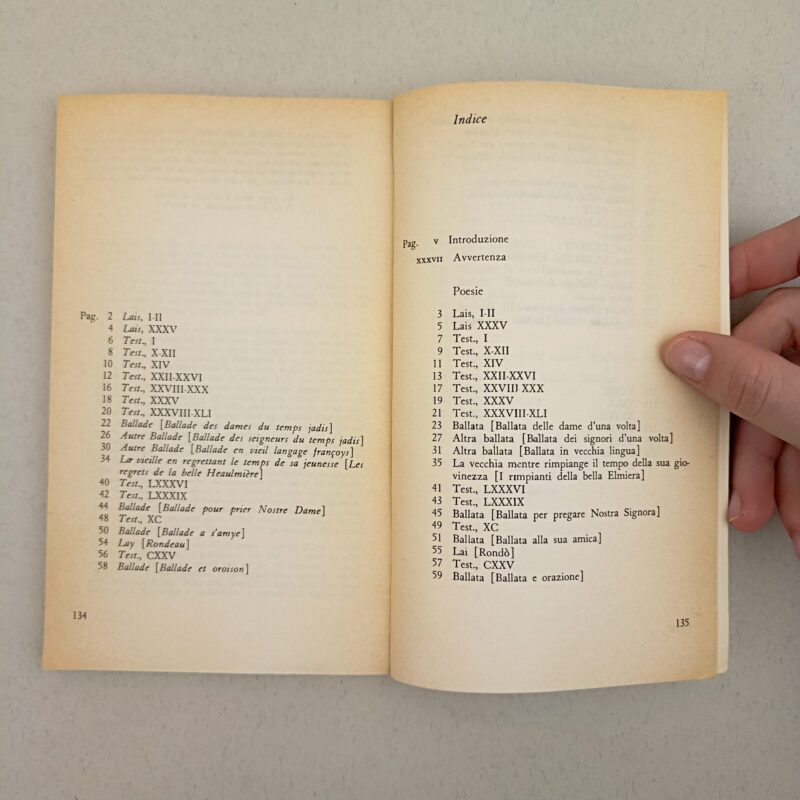 Pag. 2 Lais, I-II
4 Lais, XXXV
6 Test., I
8 Test., X-XII
10 Test., XIV
12 Test., XXII-XXVI
16 Test., XXVIII-XXX
18 Test., XXXV
20 Test., XXXVIII-XLI
22 Ballade [Ballade des dames du temps jadis]
26 Autre Ballade [Ballade des seigneurs du temps jadis]
30 Autre Ballade [Ballade en vieil langage françoys]
34 La vieille en regrettant le temps de sa jeunesse [Les
regrets de la belle Heaulmière]
40 Test., LXXXVI
42 Test., LXXXIX
44 Ballade [Ballade pour prier Nostre Dame]
48 Test., XC
50 Ballade [Ballade a s'amye]
54 Lay [Rondeau]
56 Test., CXXV
58 Ballade [Ballade et oroison]
134
Indice
Pag. V Introduzione
XXXVII Avvertenza
Poesie
3 Lais, I-II
5 Lais XXXV
7 Test., I
9 Test., X-XII
11 Test., XIV
13 Test., XXII-XXVI
17 Test., XXVIII-XXX
19 Test., XXXV
21 Test., XXXVIII-XLI
23 Ballata [Ballata delle dame d'una volta]
27 Altra ballata [Ballata dei signori d'una volta]
31 Altra ballata [Ballata in vecchia lingua]
35 La vecchia mentre rimpiange il tempo della sua gio-
vinezza [I rimpianti della bella Elmiera]
41 Test., LXXXVI
43 Test., LXXXIX
45 Ballata [Ballata per pregare Nostra Signora]
49 Test., XC
51 Ballata [Ballata alla sua amica]
55 Lai [Rondò]
57 Test., CXXV
59 Ballata [Ballata e orazione]
135